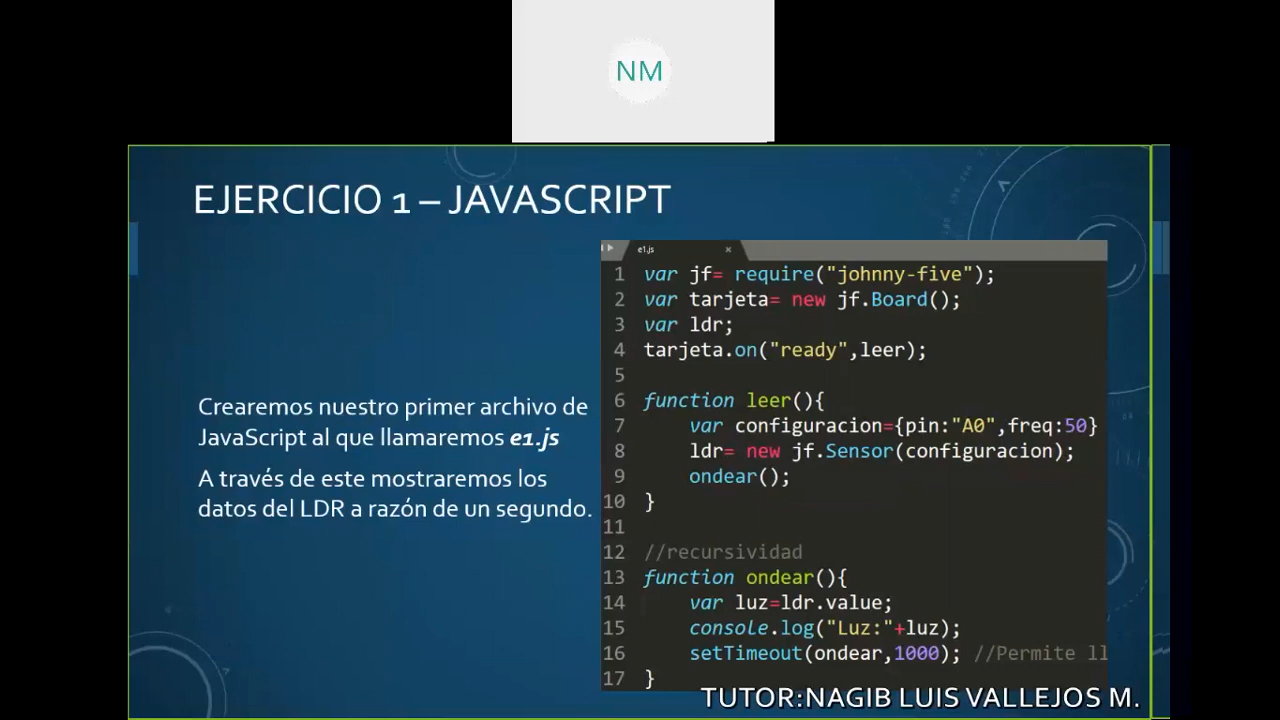 NM
EJERCICIO 1 – JAVASCRIPT
Crearemos nuestro primer archivo de
JavaScript al que llamaremos e1.js
A través de este mostraremos los
datos del LDR a razón de un segundo.
e1.js ×
1 var jf= require("johnny-five");
2 var tarjeta= new jf.Board();
3 var ldr;
4 tarjeta.on("ready",leer);
5
6 function leer(){
7 var configuracion={pin:"A0",freq:50}
8 ldr= new jf.Sensor(configuracion);
9 ondear();
10 }
11
12 //recursividad
13 function ondear(){
14 var luz=ldr.value;
15 console.log("Luz:"+luz);
16 setTimeout(ondear,1000); //Permite ll
17 }
TUTOR:NAGIB LUIS VALLEJOS M.